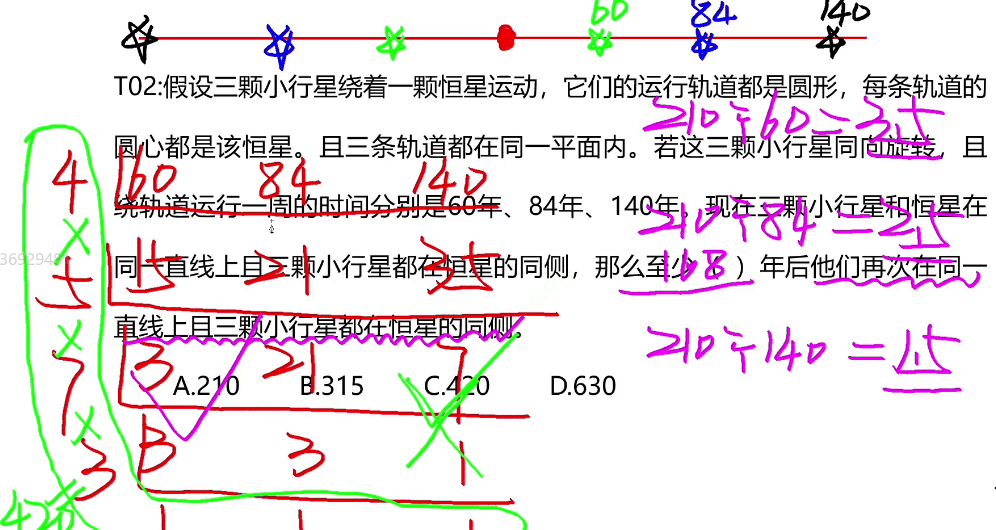 60 84 140
T02:假设三颗小行星绕着一颗恒星运动，它们的运行轨道都是圆形，每条轨道的
210÷60=3.5
圆心都是该恒星。且三条轨道都在同一平面内。若这三颗小行星同向旋转，且
4 60 84 140
绕轨道运行一周的时间分别是60年、84年、140年。现在三颗小行星和恒星在
x 210÷84=2.5
3692948
同一直线上且三颗小行星都在恒星的同侧，那么至少（ ）年后他们再次在同一
5 15 21 35 168
直线上且三颗小行星都在恒星的同侧。
x 210÷140=1.5
7 3 21 7
A.210 B.315 C.420 D.630
x
3 3 3 1
420
1 1 1